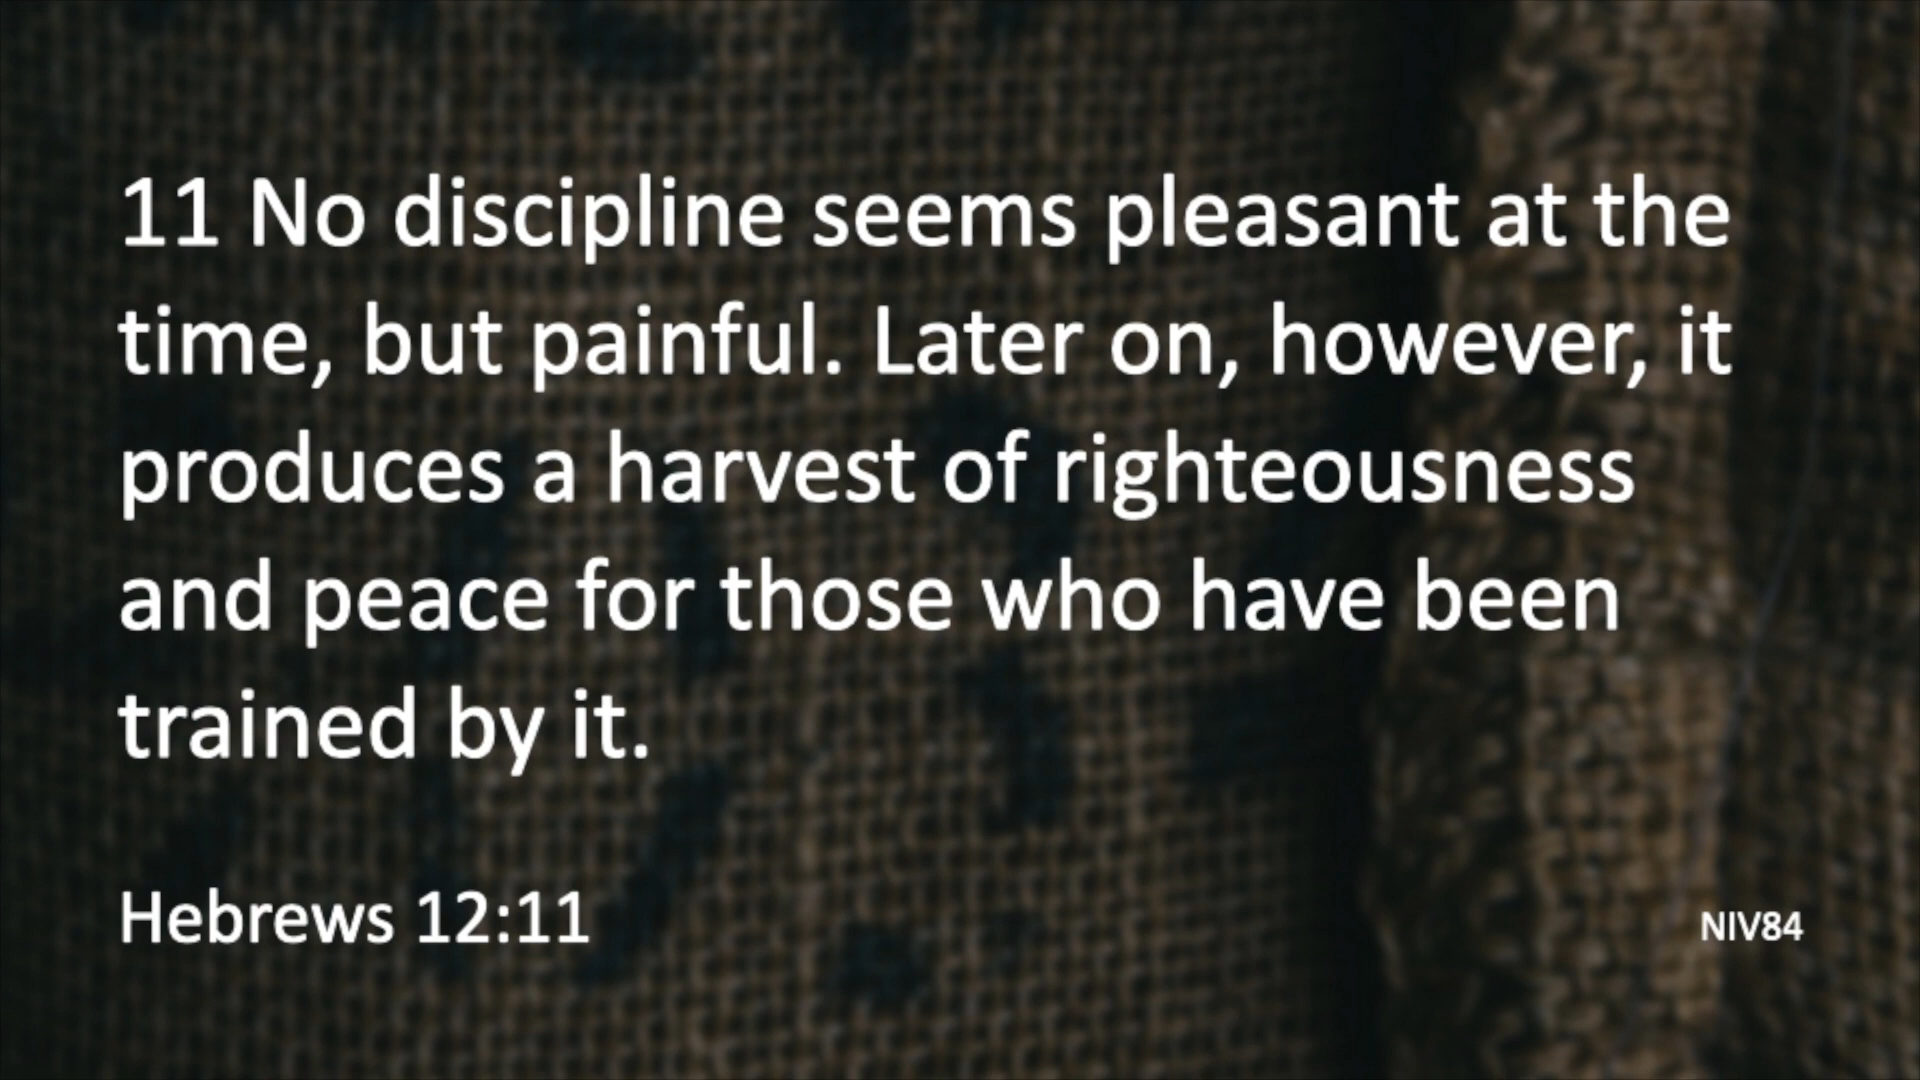 11 No discipline seems pleasant at the
time, but painful. Later on, however, it
produces a harvest of righteousness
and peace for those who have been
trained by it.
Hebrews 12:11
NIV84